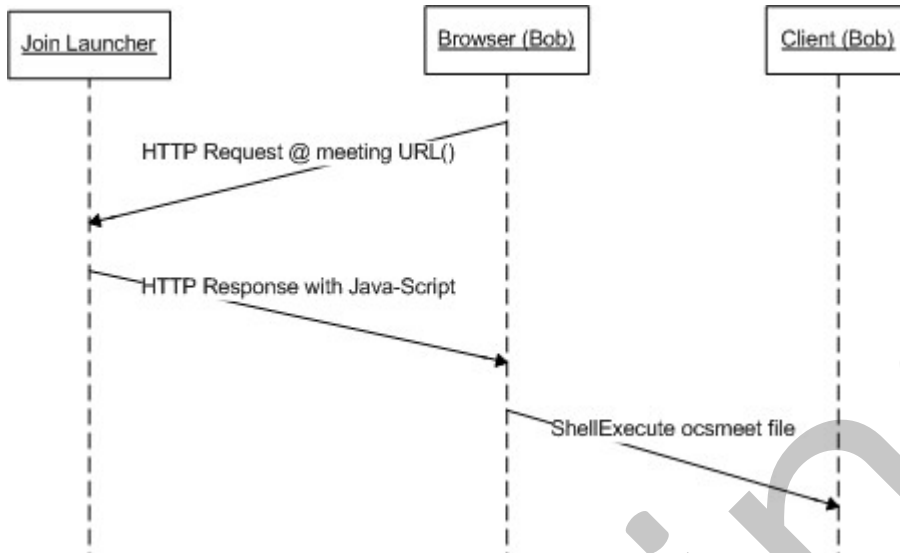 Join Launcher
Browser (Bob)
Client (Bob)
HTTP Request @ meeting URL()
HTTP Response with Java-Script
ShellExecute ocsmeet file